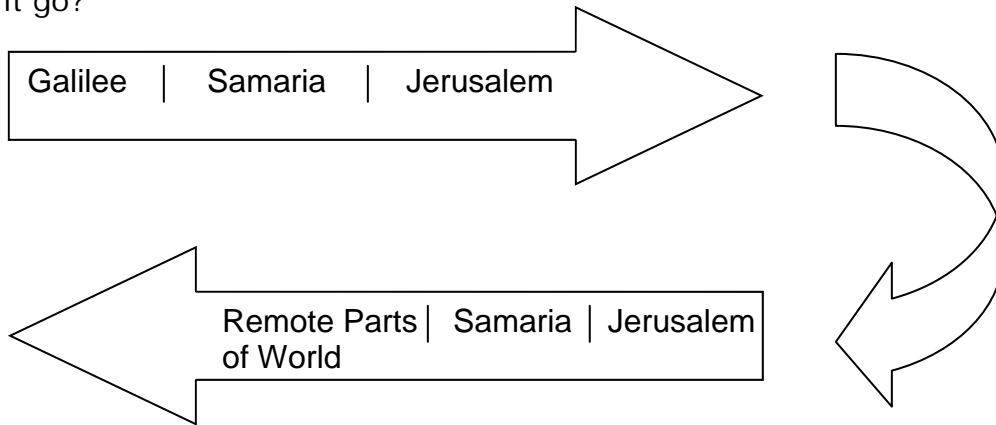 it go?
Galilee | Samaria | Jerusalem
Remote Parts | Samaria | Jerusalem
of World